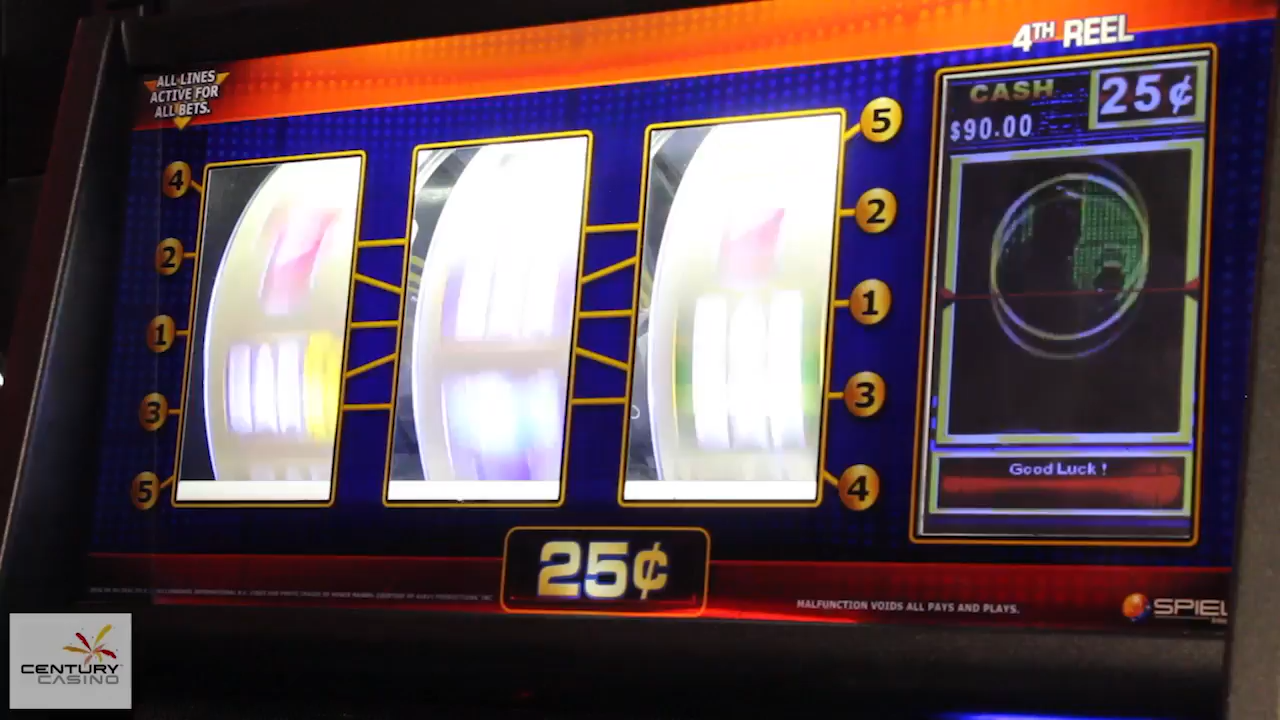 4TH REEL
ALL LINES
ACTIVE FOR
ALL BETS.
CASH
25¢
$90.00
4
2
1
3
5
5
2
1
3
4
Good Luck !
25¢
MALFUNCTION VOIDS ALL PAYS AND PLAYS.
SPIEL
CENTURY
CASINO